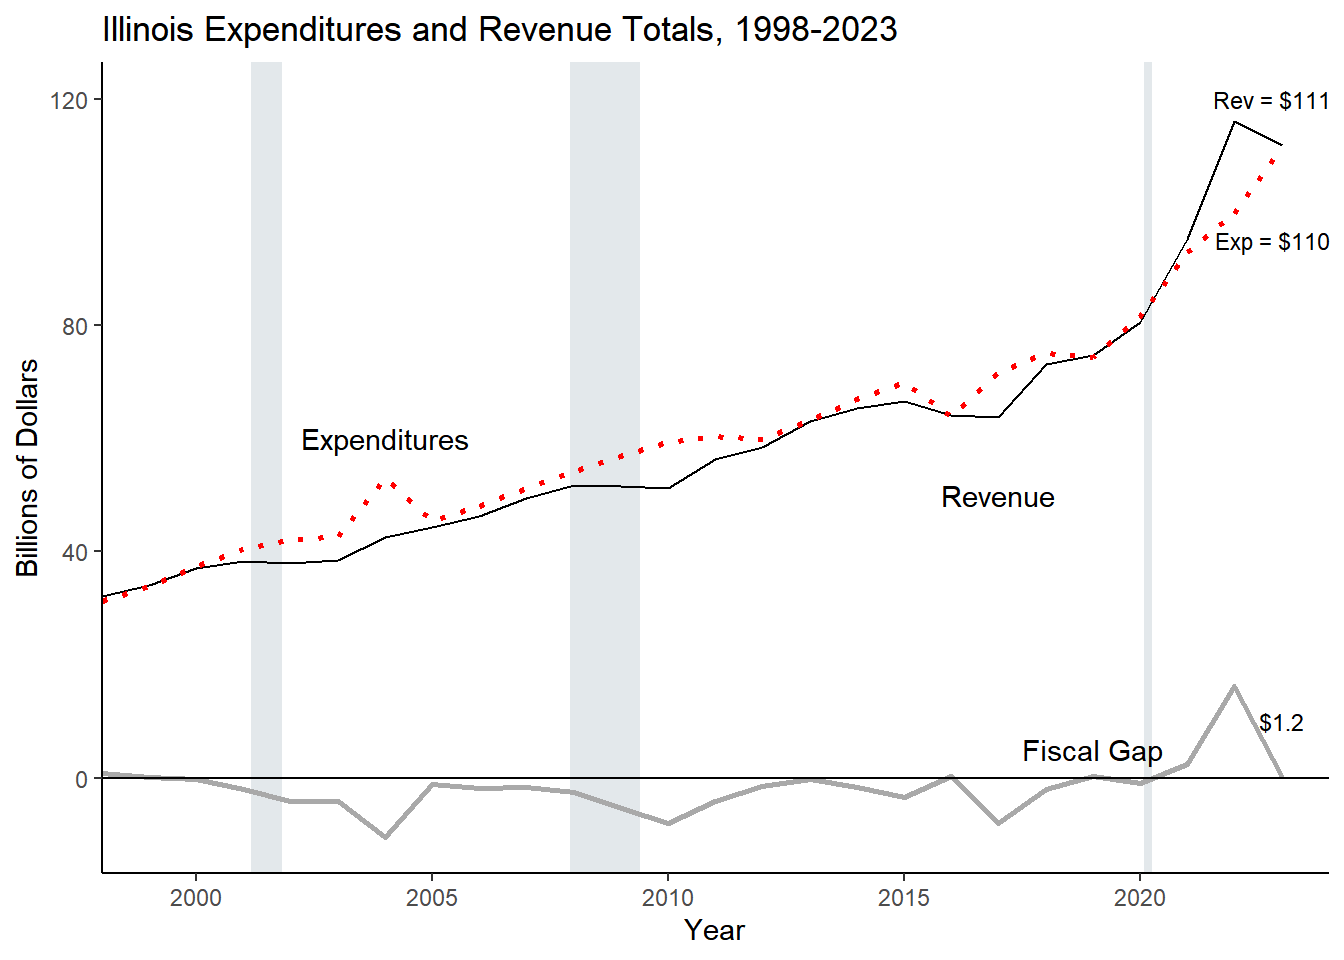 Illinois Expenditures and Revenue Totals, 1998-2023
120
Rev = $111
Exp = $110
80
Billions of Dollars
Expenditures
Revenue
40
$1.2
Fiscal Gap
0
2000 2005 2010 2015 2020
Year